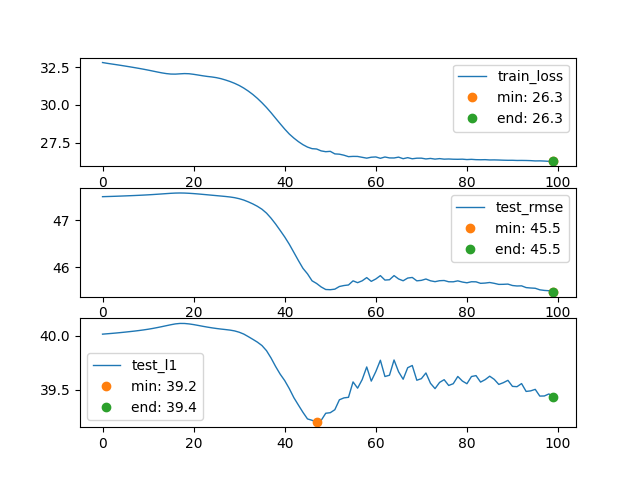 32.5
30.0
27.5
train_loss
min: 26.3
end: 26.3
0 20 40 60 80 100
47
46
test_rmse
min: 45.5
end: 45.5
0 20 40 60 80 100
40.0
39.5
test_l1
min: 39.2
end: 39.4
0 20 40 60 80 100